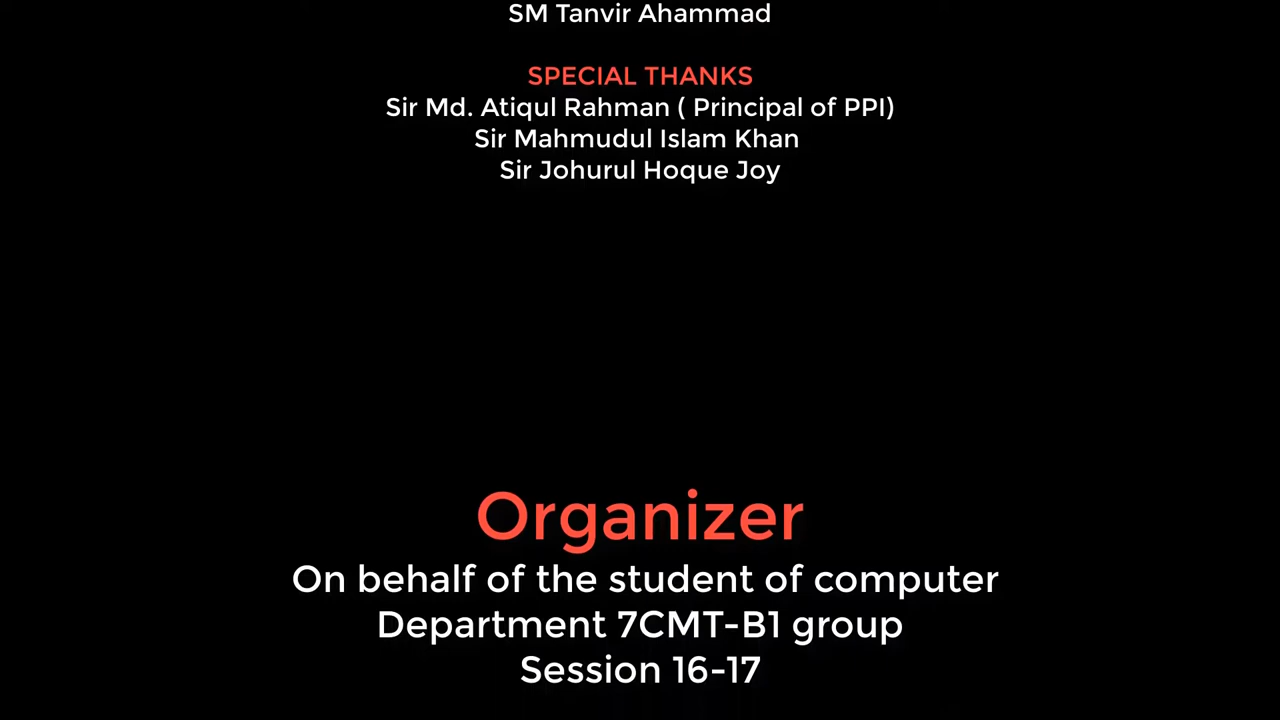 SM Tanvir Ahammad
SPECIAL THANKS
Sir Md. Atiqul Rahman ( Principal of PPI)
Sir Mahmudul Islam Khan
Sir Johurul Hoque Joy
Organizer
On behalf of the student of computer
Department 7CMT-B1 group
Session 16-17